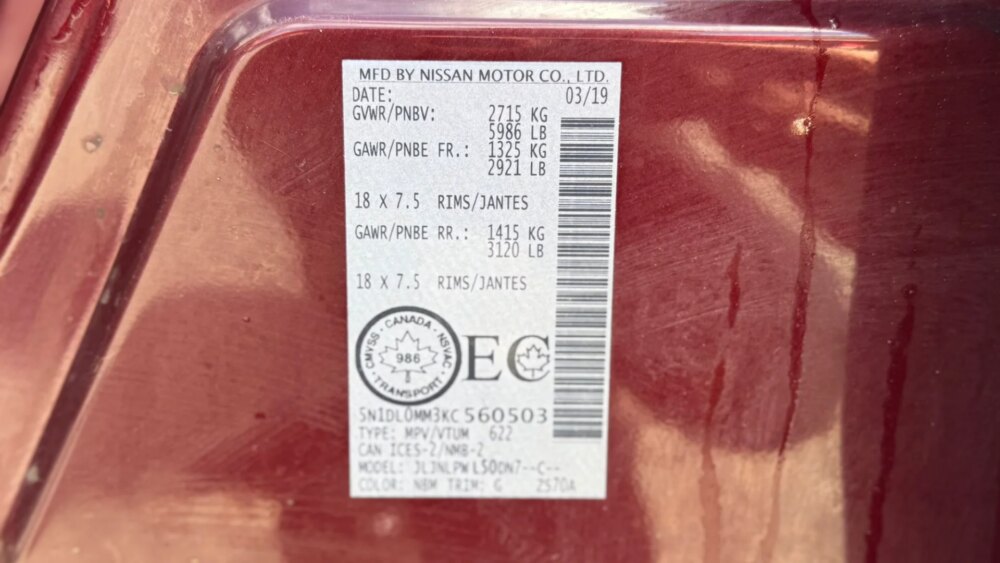 MFD BY NISSAN MOTOR CO., LTD.
DATE: 03/19
GVWR/PNBV: 2715 KG
5986 LB
GAWR/PNBE FR.: 1325 KG
2921 LB
18 X 7.5 RIMS/JANTES
GAWR/PNBE RR.: 1415 KG
3120 LB
18 X 7.5 RIMS/JANTES
CANADA
CMVSS · NSVAC
986
TRANSPORT
EC
5N1DL0MM3KC560503
TYPE: MPV/VTUM 622
CAN ICES-2/NMB-2
MODEL: JLJNLPWL50DN7--C--
COLOR: NBM TRIM: G 2570A